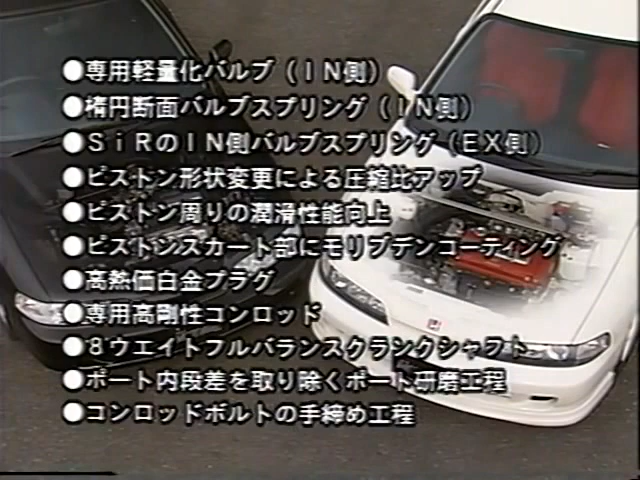 ●専用軽量化バルブ（ＩＮ側）
●楕円断面バルブスプリング（ＩＮ側）
●ＳｉＲのＩＮ側バルブスプリング（ＥＸ側）
●ピストン形状変更による圧縮比アップ
●ピストン周りの潤滑性能向上
●ピストンスカート部にモリブデンコーティング
●高熱価白金プラグ
●専用高剛性コンロッド
●８ウエイトフルバランスクランクシャフト
●ポート内段差を取り除くポート研磨工程
●コンロッドボルトの手締め工程